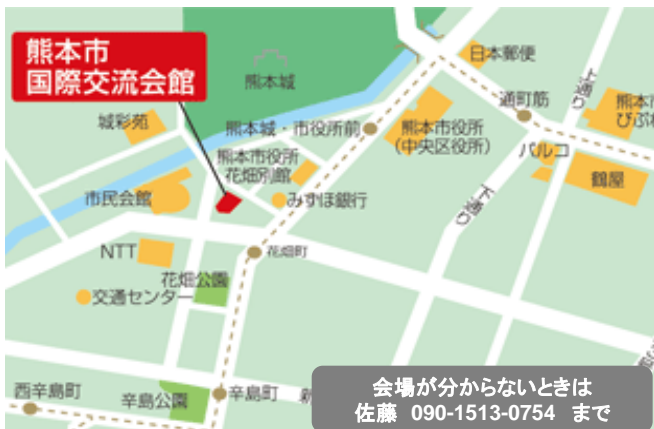 熊本市
国際交流会館
熊本城
日本郵便
上通り
通町筋
城彩苑
熊本城・市役所前
熊本市役所
(中央区役所)
熊本市
びぷれ
パルコ
鶴屋
熊本市役所
花畑別館
みずほ銀行
市民会館
下通り
NTT
花畑町
花畑公園
交通センター
西辛島町
辛島公園
辛島町
新
会場が分からないときは
佐藤 090-1513-0754 まで